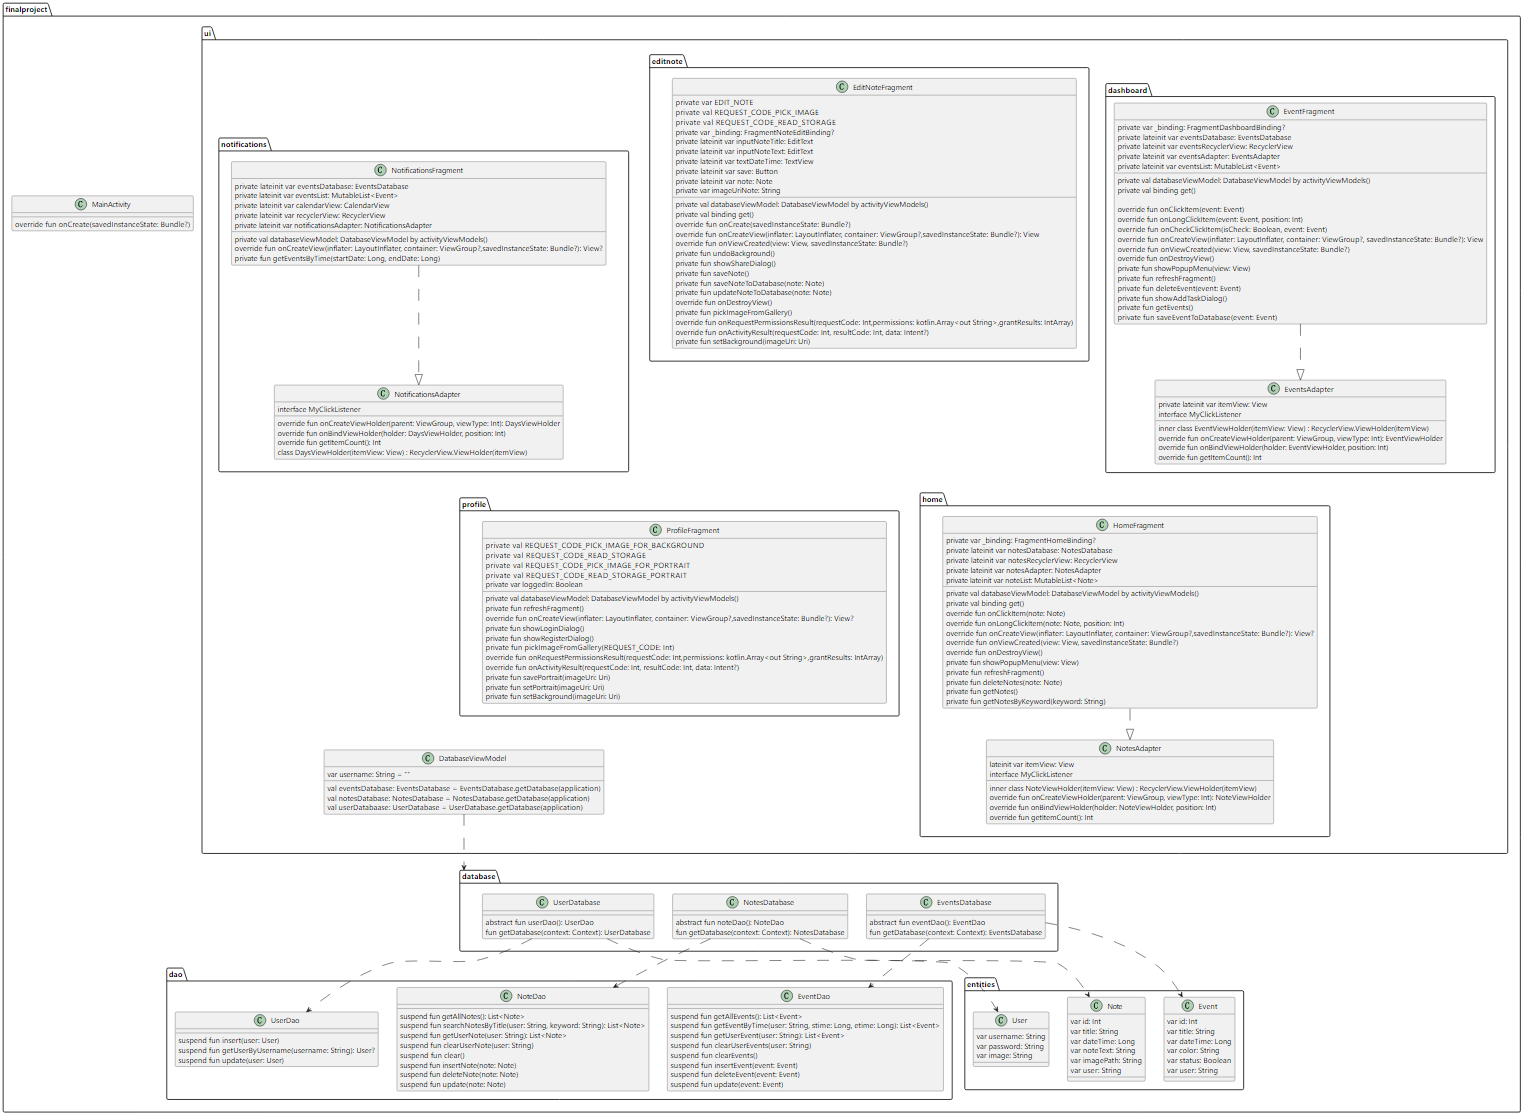 finalproject
ui
editnote
EditNoteFragment
private var EDIT_NOTE
private val REQUEST_CODE_PICK_IMAGE
private val REQUEST_CODE_READ_STORAGE
private var _binding: FragmentNoteEditBinding?
private lateinit var inputNoteTitle: EditText
private lateinit var inputNoteText: EditText
private lateinit var textDateTime: TextView
private lateinit var save: Button
private lateinit var note: Note
private var imageUriNote: String
private val databaseViewModel: DatabaseViewModel by activityViewModels()
private val binding get()
override fun onCreate(savedInstanceState: Bundle?)
override fun onCreateView(inflater: LayoutInflater, container: ViewGroup?,savedInstanceState: Bundle?): View
override fun onViewCreated(view: View, savedInstanceState: Bundle?)
private fun undoBackground()
private fun showShareDialog()
private fun saveNote()
private fun saveNoteToDatabase(note: Note)
private fun updateNoteToDatabase(note: Note)
override fun onDestroyView()
private fun pickImageFromGallery()
override fun onRequestPermissionsResult(requestCode: Int,permissions: kotlin.Array<out String>,grantResults: IntArray)
override fun onActivityResult(requestCode: Int, resultCode: Int, data: Intent?)
private fun setBackground(imageUri: Uri)
dashboard
EventFragment
private var _binding: FragmentDashboardBinding?
private lateinit var eventsDatabase: EventsDatabase
private lateinit var eventsRecyclerView: RecyclerView
private lateinit var eventsAdapter: EventsAdapter
private lateinit var eventsList: MutableList<Event>
private val databaseViewModel: DatabaseViewModel by activityViewModels()
private val binding get()
override fun onClickItem(event: Event)
override fun onLongClickItem(event: Event, position: Int)
override fun onCheckClickItem(isCheck: Boolean, event: Event)
override fun onCreateView(inflater: LayoutInflater, container: ViewGroup?, savedInstanceState: Bundle?): View
override fun onViewCreated(view: View, savedInstanceState: Bundle?)
override fun onDestroyView()
private fun showPopupMenu(view: View)
private fun refreshFragment()
private fun deleteEvent(event: Event)
private fun showAddTaskDialog()
private fun getEvents()
private fun saveEventToDatabase(event: Event)
EventsAdapter
private lateinit var itemView: View
interface MyClickListener
inner class EventViewHolder(itemView: View) : RecyclerView.ViewHolder(itemView)
override fun onCreateViewHolder(parent: ViewGroup, viewType: Int): EventViewHolder
override fun onBindViewHolder(holder: EventViewHolder, position: Int)
override fun getItemCount(): Int
notifications
NotificationsFragment
private lateinit var eventsDatabase: EventsDatabase
private lateinit var eventsList: MutableList<Event>
private lateinit var calendarView: CalendarView
private lateinit var recyclerView: RecyclerView
private lateinit var notificationsAdapter: NotificationsAdapter
private val databaseViewModel: DatabaseViewModel by activityViewModels()
override fun onCreateView(inflater: LayoutInflater, container: ViewGroup?,savedInstanceState: Bundle?): View?
private fun getEventsByTime(startDate: Long, endDate: Long)
NotificationsAdapter
interface MyClickListener
override fun onCreateViewHolder(parent: ViewGroup, viewType: Int): DaysViewHolder
override fun onBindViewHolder(holder: DaysViewHolder, position: Int)
override fun getItemCount(): Int
class DaysViewHolder(itemView: View) : RecyclerView.ViewHolder(itemView)
MainActivity
override fun onCreate(savedInstanceState: Bundle?)
profile
ProfileFragment
private val REQUEST_CODE_PICK_IMAGE_FOR_BACKGROUND
private val REQUEST_CODE_READ_STORAGE
private val REQUEST_CODE_PICK_IMAGE_FOR_PORTRAIT
private val REQUEST_CODE_READ_STORAGE_PORTRAIT
private var loggedIn: Boolean
private val databaseViewModel: DatabaseViewModel by activityViewModels()
private fun refreshFragment()
override fun onCreateView(inflater: LayoutInflater, container: ViewGroup?,savedInstanceState: Bundle?): View?
private fun showLoginDialog()
private fun showRegisterDialog()
private fun pickImageFromGallery(REQUEST_CODE: Int)
override fun onRequestPermissionsResult(requestCode: Int,permissions: kotlin.Array<out String>,grantResults: IntArray)
override fun onActivityResult(requestCode: Int, resultCode: Int, data: Intent?)
private fun savePortrait(imageUri: Uri)
private fun setPortrait(imageUri: Uri)
private fun setBackground(imageUri: Uri)
home
HomeFragment
private var _binding: FragmentHomeBinding?
private lateinit var notesDatabase: NotesDatabase
private lateinit var notesRecyclerView: RecyclerView
private lateinit var notesAdapter: NotesAdapter
private lateinit var noteList: MutableList<Note>
private val databaseViewModel: DatabaseViewModel by activityViewModels()
private val binding get()
override fun onClickItem(note: Note)
override fun onLongClickItem(note: Note, position: Int)
override fun onCreateView(inflater: LayoutInflater, container: ViewGroup?,savedInstanceState: Bundle?): View?
override fun onViewCreated(view: View, savedInstanceState: Bundle?)
override fun onDestroyView()
private fun showPopupMenu(view: View)
private fun refreshFragment()
private fun deleteNotes(note: Note)
private fun getNotes()
private fun getNotesByKeyword(keyword: String)
NotesAdapter
lateinit var itemView: View
interface MyClickListener
inner class NoteViewHolder(itemView: View) : RecyclerView.ViewHolder(itemView)
override fun onCreateViewHolder(parent: ViewGroup, viewType: Int): NoteViewHolder
override fun onBindViewHolder(holder: NoteViewHolder, position: Int)
override fun getItemCount(): Int
DatabaseViewModel
var username: String = ""
val eventsDatabase: EventsDatabase = EventsDatabase.getDatabase(application)
val notesDatabase: NotesDatabase = NotesDatabase.getDatabase(application)
val userDatabaase: UserDatabase = UserDatabase.getDatabase(application)
database
UserDatabase
abstract fun userDao(): UserDao
fun getDatabase(context: Context): UserDatabase
NotesDatabase
abstract fun noteDao(): NoteDao
fun getDatabase(context: Context): NotesDatabase
EventsDatabase
abstract fun eventDao(): EventDao
fun getDatabase(context: Context): EventsDatabase
dao
UserDao
suspend fun insert(user: User)
suspend fun getUserByUsername(username: String): User?
suspend fun update(user: User)
NoteDao
suspend fun getAllNotes(): List<Note>
suspend fun searchNotesByTitle(user: String, keyword: String): List<Note>
suspend fun getUserNote(user: String): List<Note>
suspend fun clearUserNote(user: String)
suspend fun clear()
suspend fun insertNote(note: Note)
suspend fun deleteNote(note: Note)
suspend fun update(note: Note)
EventDao
suspend fun getAllEvents(): List<Event>
suspend fun getEventByTime(user: String, stime: Long, etime: Long): List<Event>
suspend fun getUserEvent(user: String): List<Event>
suspend fun clearUserEvents(user: String)
suspend fun clearEvents()
suspend fun insertEvent(event: Event)
suspend fun deleteEvent(event: Event)
suspend fun update(event: Event)
entities
User
var username: String
var password: String
var image: String
Note
var id: Int
var title: String
var dateTime: Long
var noteText: String
var imagePath: String
var user: String
Event
var id: Int
var title: String
var dateTime: Long
var color: String
var status: Boolean
var user: String